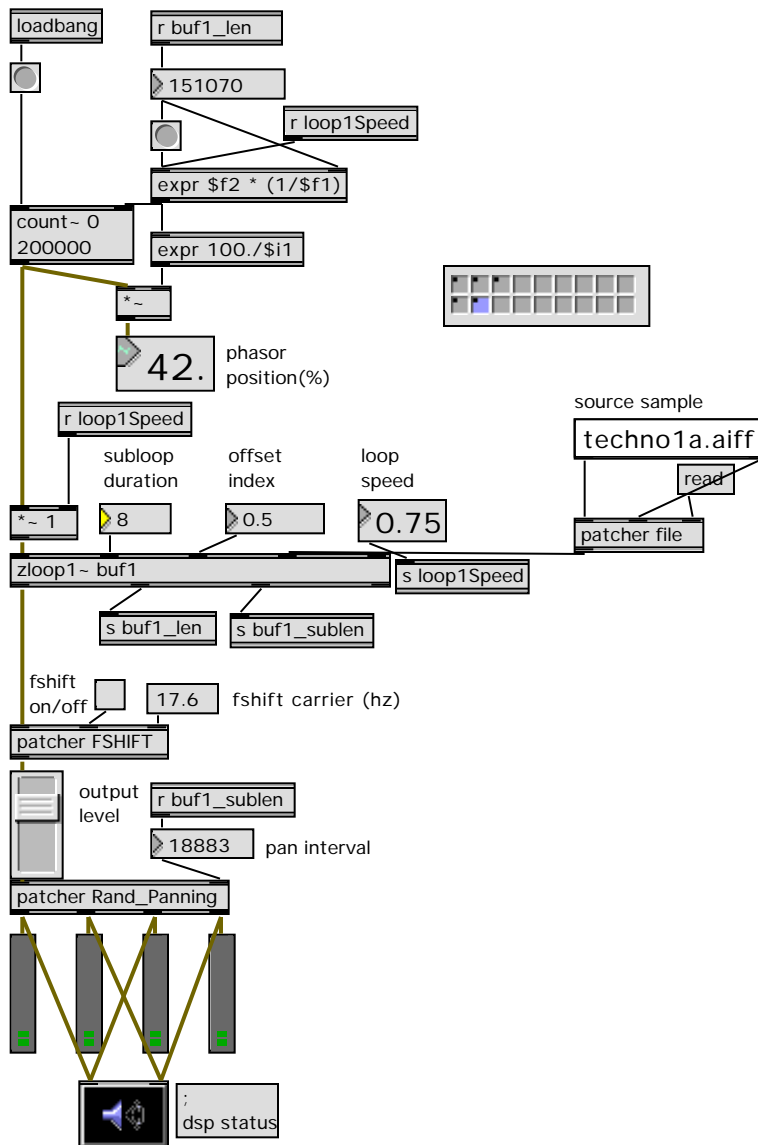 loadbang
r buf1_len
151070
r loop1Speed
expr $f2 * (1/$f1)
count~ 0
200000
expr 100./$i1
*~
42.
phasor
position(%)
r loop1Speed
source sample
techno1a.aiff
subloop
duration
offset
index
loop
speed
read
*~ 1
8
0.5
0.75
patcher file
zloop1~ buf1
s loop1Speed
s buf1_len
s buf1_sublen
fshift
on/off
17.6
fshift carrier (hz)
patcher FSHIFT
output
level
r buf1_sublen
18883
pan interval
patcher Rand_Panning
;
dsp status